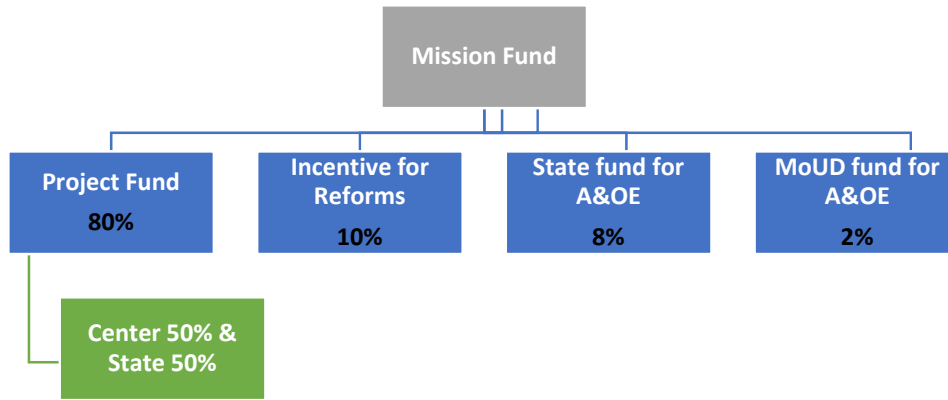 Mission Fund
Project Fund
80%
Incentive for
Reforms
10%
State fund for
A&OE
8%
MoUD fund for
A&OE
2%
Center 50% &
State 50%